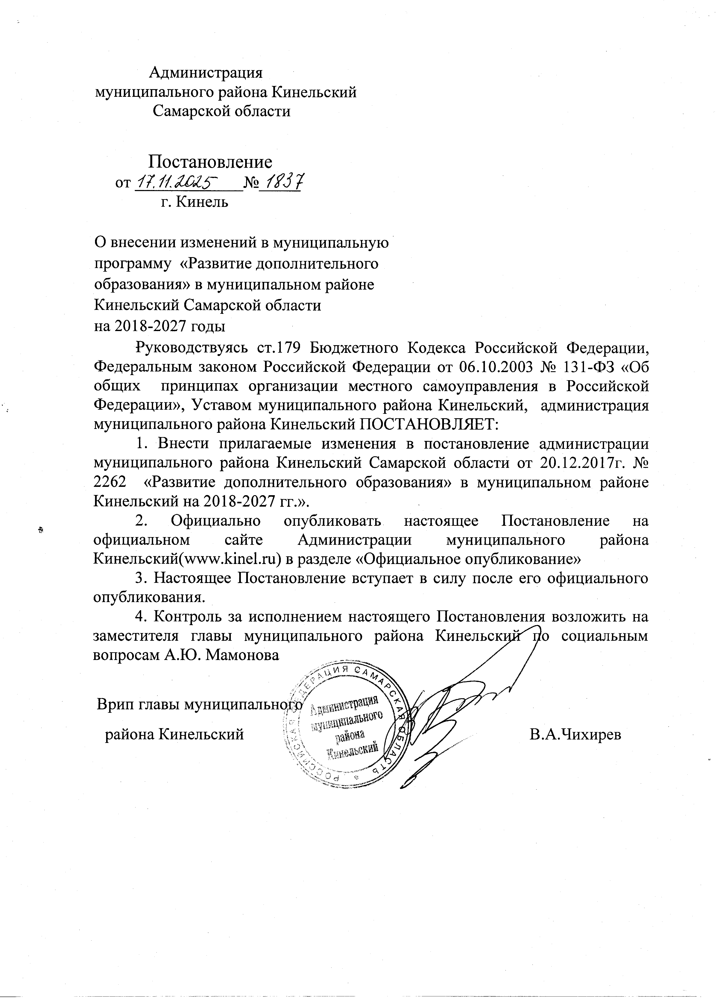 Администрация
муниципального района Кинельский
Самарской области
Постановление
от 17.11.2025 № 1837
г. Кинель
О внесении изменений в муниципальную
программу «Развитие дополнительного
образования» в муниципальном районе
Кинельский Самарской области
на 2018-2027 годы
Руководствуясь ст.179 Бюджетного Кодекса Российской Федерации,
Федеральным законом Российской Федерации от 06.10.2003 № 131-ФЗ «Об
общих принципах организации местного самоуправления в Российской
Федерации», Уставом муниципального района Кинельский, администрация
муниципального района Кинельский ПОСТАНОВЛЯЕТ:
1. Внести прилагаемые изменения в постановление администрации
муниципального района Кинельский Самарской области от 20.12.2017г. №
2262 «Развитие дополнительного образования» в муниципальном районе
Кинельский на 2018-2027 гг.».
2. Официально опубликовать настоящее Постановление на
официальном сайте Администрации муниципального района
Кинельский(www.kinel.ru) в разделе «Официальное опубликование»
3. Настоящее Постановление вступает в силу после его официального
опубликования.
4. Контроль за исполнением настоящего Постановления возложить на
заместителя главы муниципального района Кинельский по социальным
вопросам А.Ю. Мамонова
Врип главы муниципального
района Кинельский
В.А.Чихирев
РОССИЙСКАЯ ФЕДЕРАЦИЯ САМАРСКАЯ ОБЛАСТЬ *
Администрация
муниципального
района
Кинельский